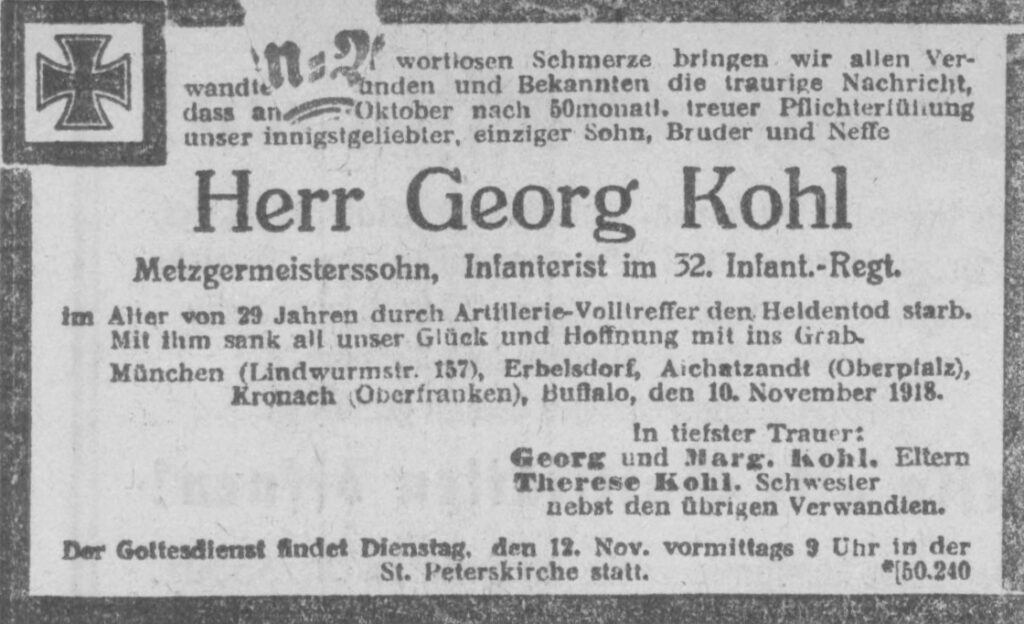 N: wortlosen Schmerze bringen wir allen Ver-
wandte unden und Bekannten die traurige Nachricht,
dass an Oktober nach 50monatl. treuer Pflichterfüllung
unser innigstgeliebter, einziger Sohn, Bruder und Neffe
Herr Georg Kohl
Metzgermeisterssohn, Infanterist im 32. Infant.-Regt.
im Alter von 29 Jahren durch Artillerie-Volltreffer den Heldentod starb.
Mit ihm sank all unser Glück und Hoffnung mit ins Grab.
München (Lindwurmstr. 157), Erbelsdorf, Aichatzandt (Oberpfalz),
Kronach (Oberfranken), Buffalo, den 10. November 1918.
In tiefster Trauer:
Georg und Marg. Kohl, Eltern
Therese Kohl, Schwester
nebst den übrigen Verwandten.
Der Gottesdienst findet Dienstag, den 12. Nov. vormittags 9 Uhr in der
St. Peterskirche statt. *[50.240